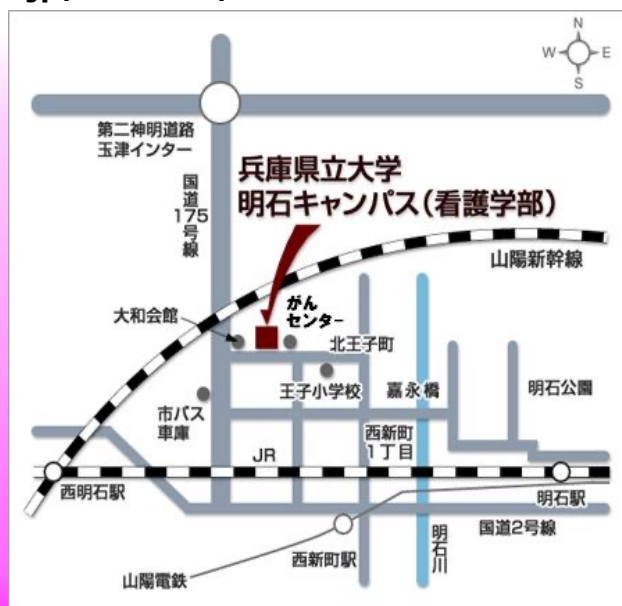 N
W E
S
第二神明道路
玉津インター
国道175号線
兵庫県立大学
明石キャンパス(看護学部)
山陽新幹線
大和会館
がん
センター
北王子町
王子小学校
嘉永橋
明石公園
市バス
車庫
西新町
1丁目
JR
西明石駅
明石駅
国道2号線
明石川
西新町駅
山陽電鉄